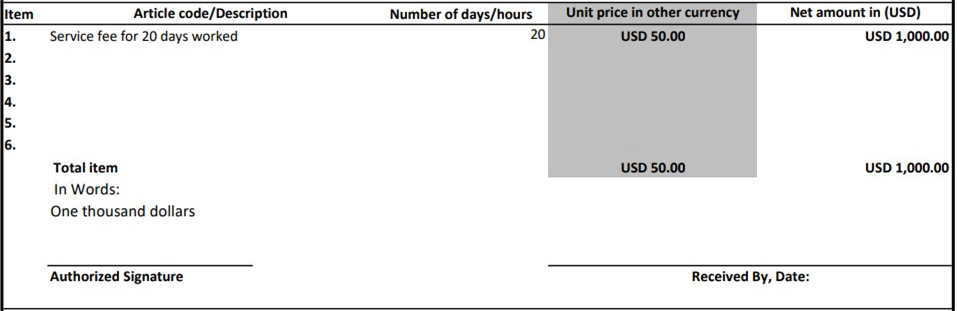 Item Article code/Description Number of days/hours Unit price in other currency Net amount in (USD)
1. Service fee for 20 days worked 20 USD 50.00 USD 1,000.00
2.
3.
4.
5.
6.
Total item USD 50.00 USD 1,000.00
In Words:
One thousand dollars
Authorized Signature Received By, Date: